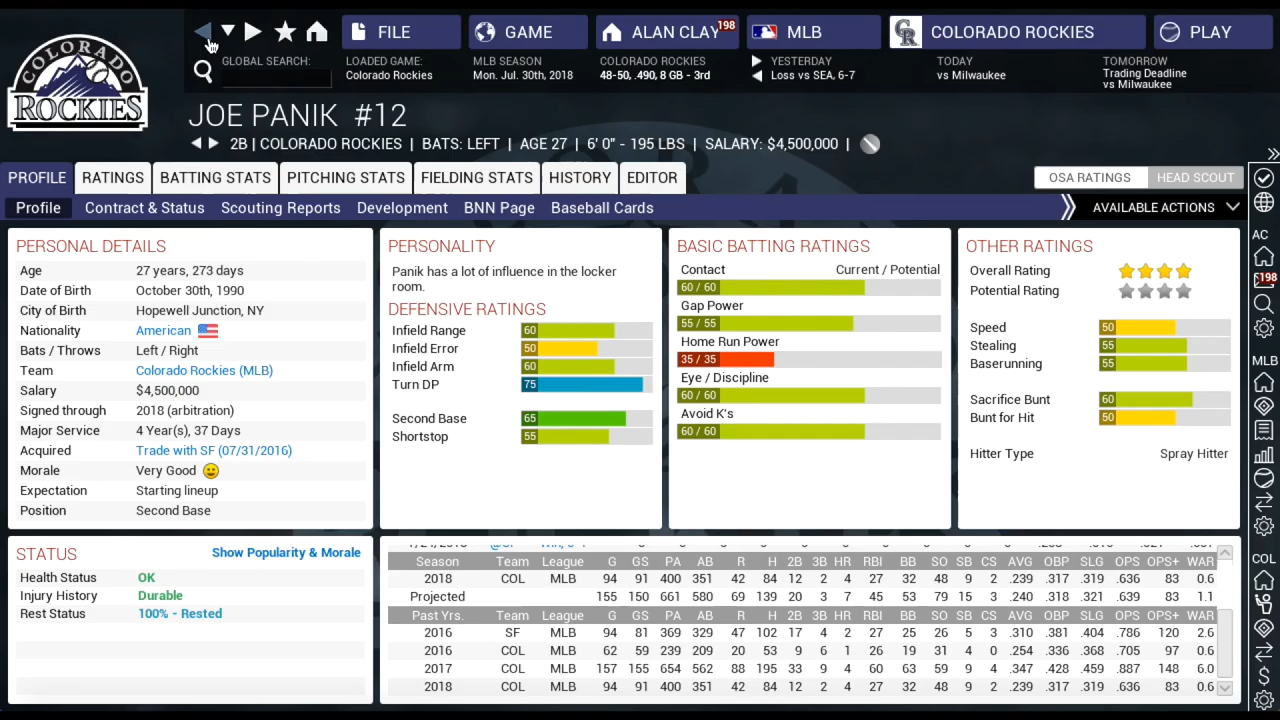 COLORADO
ROCKIES
FILE
GAME
ALAN CLAY
198
MLB
CR
COLORADO ROCKIES
PLAY
GLOBAL SEARCH:
LOADED GAME:
Colorado Rockies
MLB SEASON
Mon. Jul. 30th, 2018
COLORADO ROCKIES
48-50, .490, 8 GB - 3rd
YESTERDAY
Loss vs SEA, 6-7
TODAY
vs Milwaukee
TOMORROW
Trading Deadline
vs Milwaukee
JOE PANIK #12
2B | COLORADO ROCKIES | BATS: LEFT | AGE 27 | 6' 0" - 195 LBS | SALARY: $4,500,000 |
PROFILE RATINGS BATTING STATS PITCHING STATS FIELDING STATS HISTORY EDITOR
OSA RATINGS HEAD SCOUT
Profile Contract & Status Scouting Reports Development BNN Page Baseball Cards
AVAILABLE ACTIONS
PERSONAL DETAILS
Age 27 years, 273 days
Date of Birth October 30th, 1990
City of Birth Hopewell Junction, NY
Nationality American
Bats / Throws Left / Right
Team Colorado Rockies (MLB)
Salary $4,500,000
Signed through 2018 (arbitration)
Major Service 4 Year(s), 37 Days
Acquired Trade with SF (07/31/2016)
Morale Very Good
Expectation Starting lineup
Position Second Base
PERSONALITY
Panik has a lot of influence in the locker
room.
DEFENSIVE RATINGS
Infield Range 60
Infield Error 50
Infield Arm 60
Turn DP 75
Second Base 65
Shortstop 55
BASIC BATTING RATINGS
Contact Current / Potential
60 / 60
Gap Power
55 / 55
Home Run Power
35 / 35
Eye / Discipline
60 / 60
Avoid K's
60 / 60
OTHER RATINGS
Overall Rating
Potential Rating
Speed 50
Stealing 55
Baserunning 55
Sacrifice Bunt 60
Bunt for Hit 50
Hitter Type Spray Hitter
STATUS
Show Popularity & Morale
Health Status OK
Injury History Durable
Rest Status 100% - Rested
Season Team League G GS PA AB R H 2B 3B HR RBI BB SO SB CS AVG OBP SLG OPS OPS+ WAR
2018 COL MLB 94 91 400 351 42 84 12 2 4 27 32 48 9 2 .239 .317 .319 .636 83 0.6
Projected 155 150 661 580 69 139 20 3 7 45 53 79 15 3 .240 .318 .321 .639 83 1.1
Past Yrs. Team League G GS PA AB R H 2B 3B HR RBI BB SO SB CS AVG OBP SLG OPS OPS+ WAR
2016 SF MLB 94 81 369 329 47 102 17 4 2 27 25 26 5 3 .310 .381 .404 .786 120 2.6
2016 COL MLB 62 59 239 209 20 53 9 6 1 26 19 31 4 0 .254 .336 .368 .705 97 0.6
2017 COL MLB 157 155 654 562 88 195 33 9 4 60 63 59 9 4 .347 .428 .459 .887 148 6.0
2018 COL MLB 94 91 400 351 42 84 12 2 4 27 32 48 9 2 .239 .317 .319 .636 83 0.6
AC
198
MLB
COL